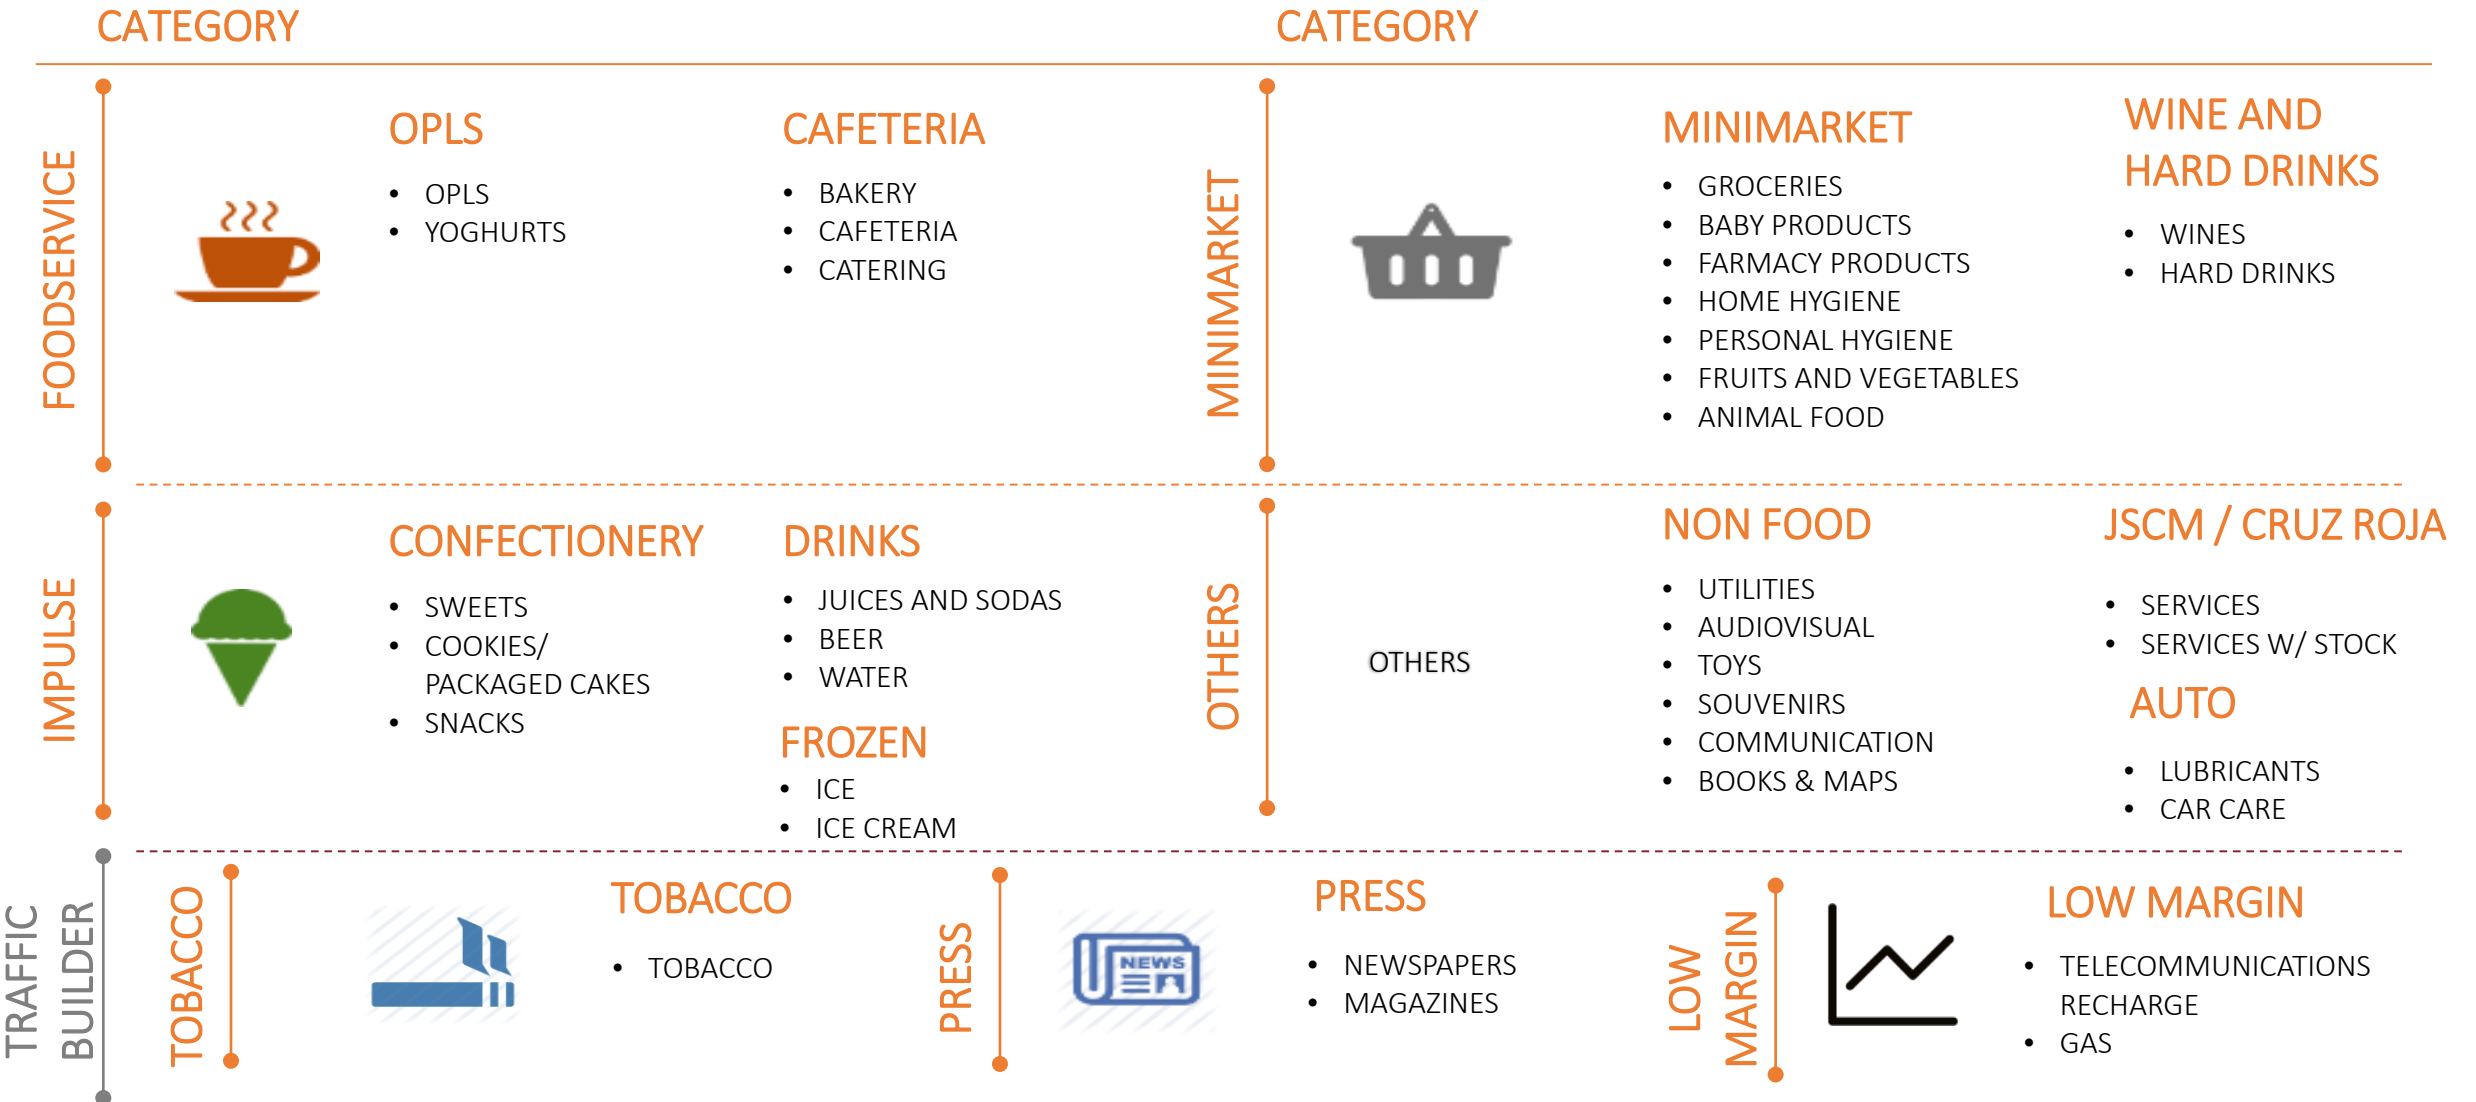 CATEGORY
CATEGORY
FOODSERVICE
OPLS
• OPLS
• YOGHURTS
CAFETERIA
• BAKERY
• CAFETERIA
• CATERING
MINIMARKET
MINIMARKET
• GROCERIES
• BABY PRODUCTS
• FARMACY PRODUCTS
• HOME HYGIENE
• PERSONAL HYGIENE
• FRUITS AND VEGETABLES
• ANIMAL FOOD
WINE AND
HARD DRINKS
• WINES
• HARD DRINKS
IMPULSE
CONFECTIONERY
• SWEETS
• COOKIES/
PACKAGED CAKES
• SNACKS
DRINKS
• JUICES AND SODAS
• BEER
• WATER
FROZEN
• ICE
• ICE CREAM
OTHERS
OTHERS
NON FOOD
• UTILITIES
• AUDIOVISUAL
• TOYS
• SOUVENIRS
• COMMUNICATION
• BOOKS & MAPS
JSCM / CRUZ ROJA
• SERVICES
• SERVICES W/ STOCK
AUTO
• LUBRICANTS
• CAR CARE
TRAFFIC
BUILDER
TOBACCO
TOBACCO
• TOBACCO
PRESS
NEWS
PRESS
• NEWSPAPERS
• MAGAZINES
LOW
MARGIN
LOW MARGIN
• TELECOMMUNICATIONS
RECHARGE
• GAS